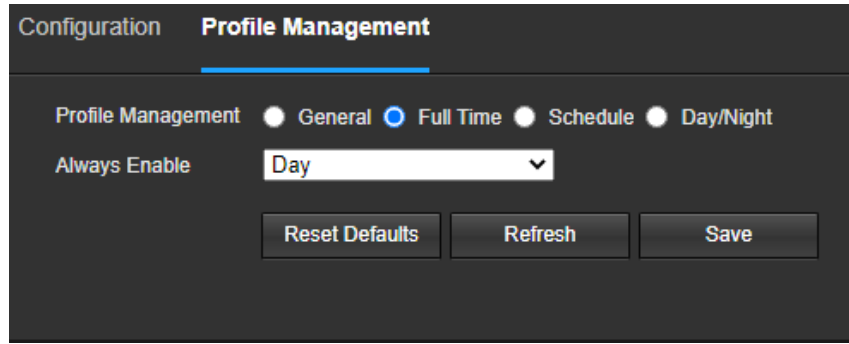 Configuration Profile Management
Profile Management General Full Time Schedule Day/Night
Always Enable Day
Reset Defaults Refresh Save